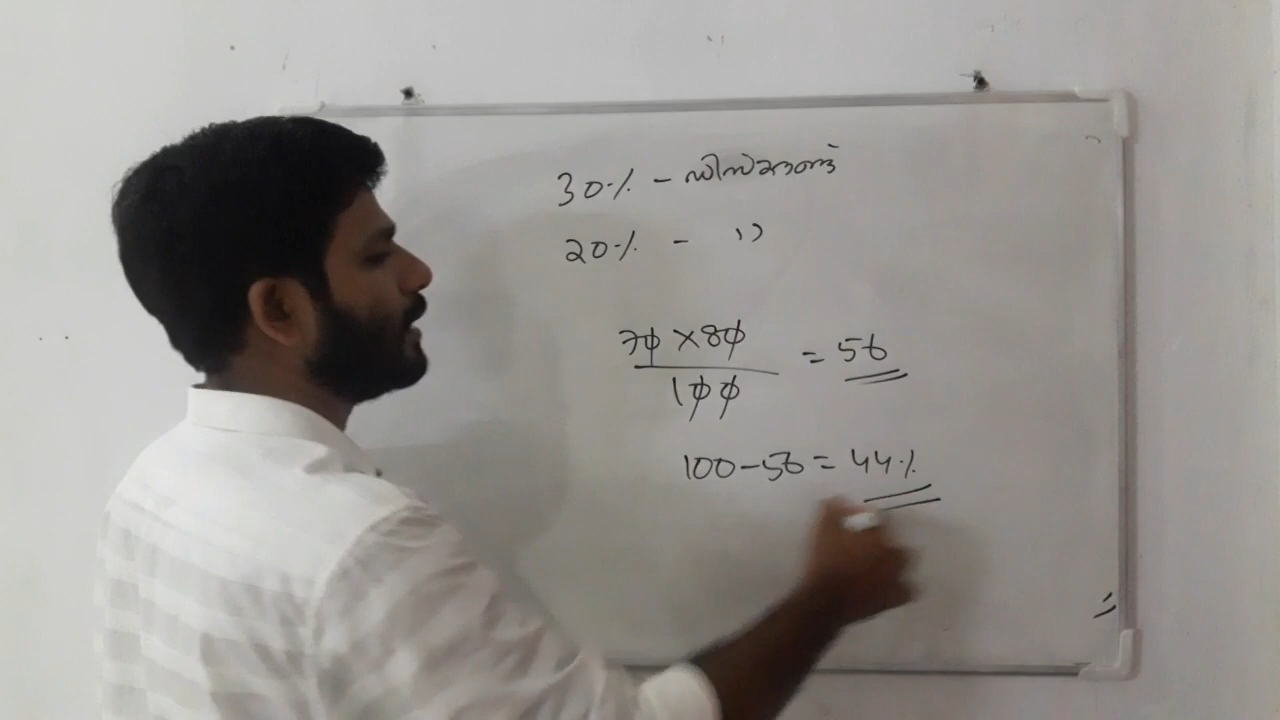 30% - ഡിസ്കൗണ്ട്
20% - ''
70 × 80 / 100 = 56
100 - 56 = 44%